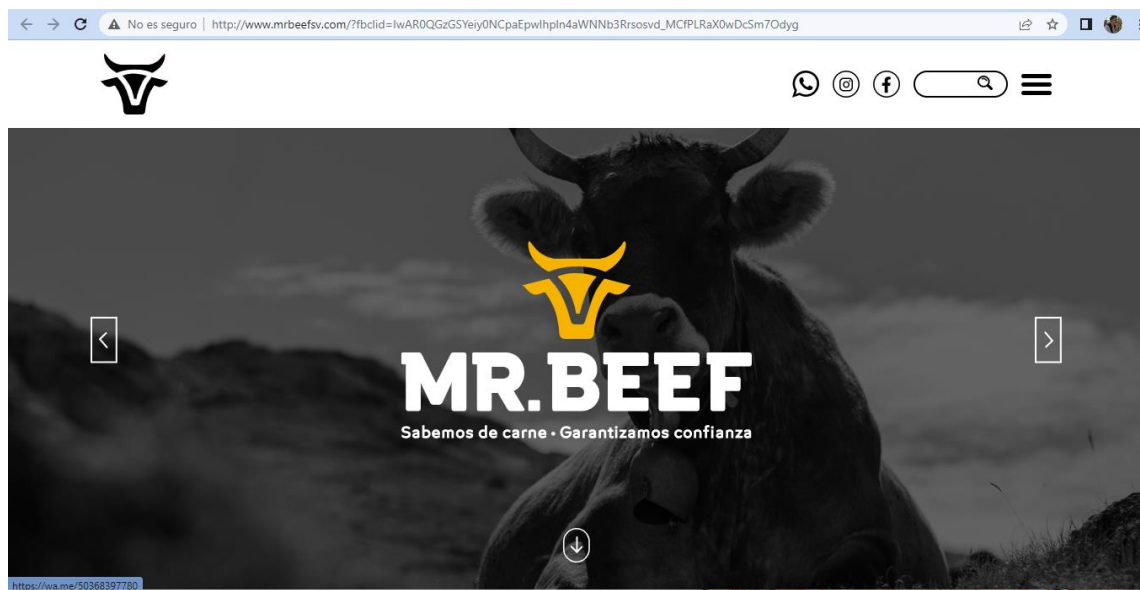 No es seguro | http://www.mrbeefsv.com/?fbclid=IwAR0QGzGSYeiy0NCpaEpwIhpIn4aWNNb3Rrsosvd_MCfPLRaX0wDcSm7Odyg
MR.BEEF
Sabemos de carne • Garantizamos confianza
https://wa.me/50368397780